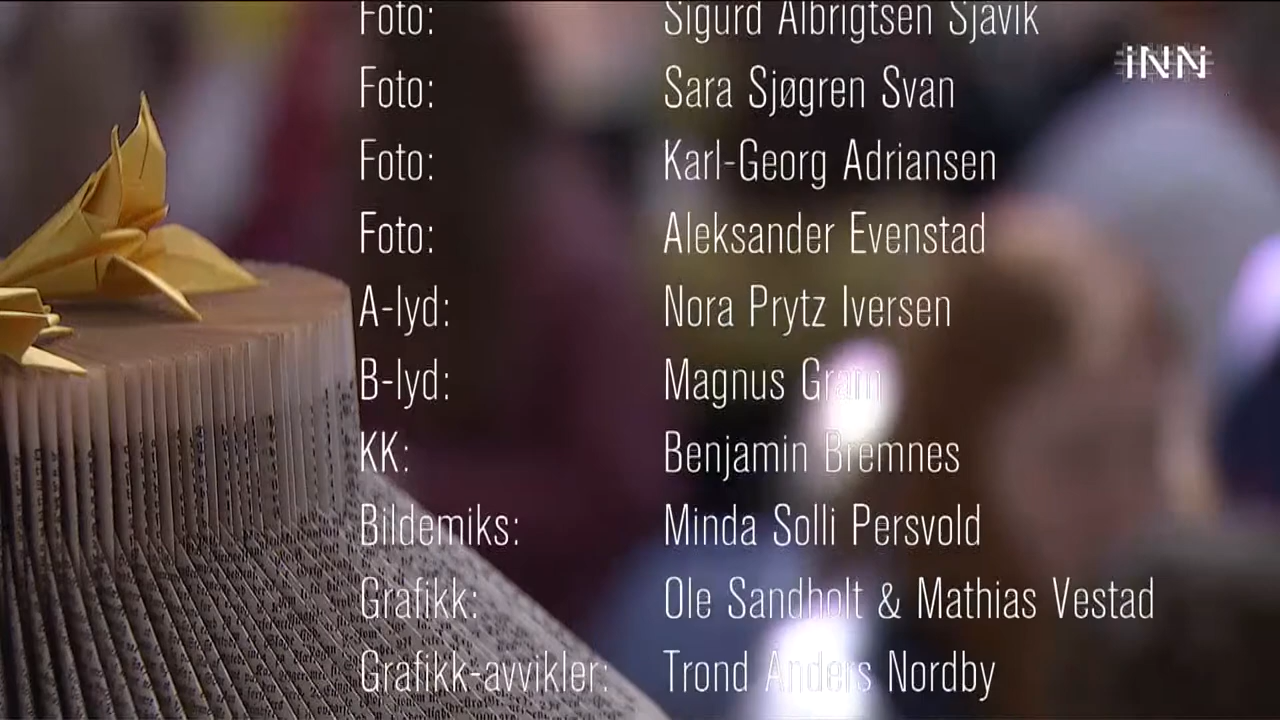 Foto: Sigurd Albrigtsen Sjåvik
INN
Foto: Sara Sjøgren Svan
Foto: Karl-Georg Adriansen
Foto: Aleksander Evenstad
A-lyd: Nora Prytz Iversen
B-lyd: Magnus Gram
KK: Benjamin Bremnes
Bildemiks: Minda Solli Persvold
Grafikk: Ole Sandholt & Mathias Vestad
Grafikk-avvikler: Trond Anders Nordby